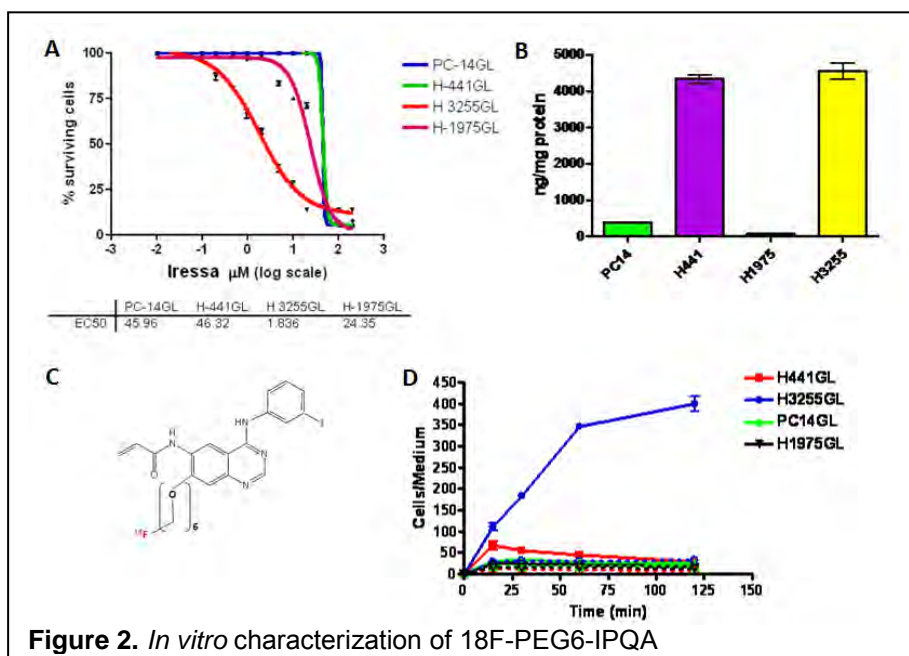 A
100
75
50
25
0
% surviving cells
-3 -2 -1 0 1 2 3
Iressa µM (log scale)
PC-14GL
H-441GL
H 3255GL
H-1975GL
PC-14GL H-441GL H 3255GL H-1975GL
EC50 45.96 46.32 1.836 24.35
B
5000
4000
3000
2000
1000
0
ng/mg protein
PC14 H441 H1975 H3255
C
HN
I
H
N
O
N
N
O
18F
6
D
450
400
350
300
250
200
150
100
50
0
Cells/Medium
0 25 50 75 100 125 150
Time (min)
H441GL
H3255GL
PC14GL
H1975GL
Figure 2. In vitro characterization of 18F-PEG6-IPQA